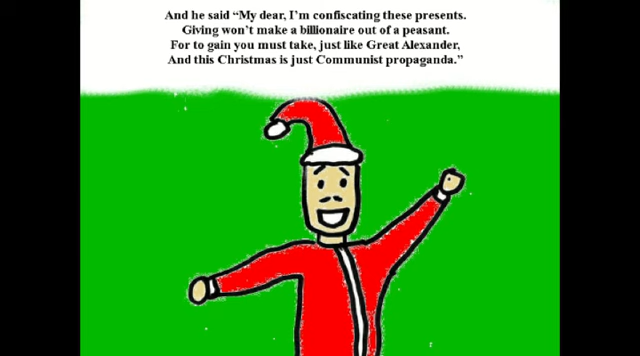 And he said “My dear, I’m confiscating these presents.
Giving won’t make a billionaire out of a peasant.
For to gain you must take, just like Great Alexander,
And this Christmas is just Communist propaganda.”